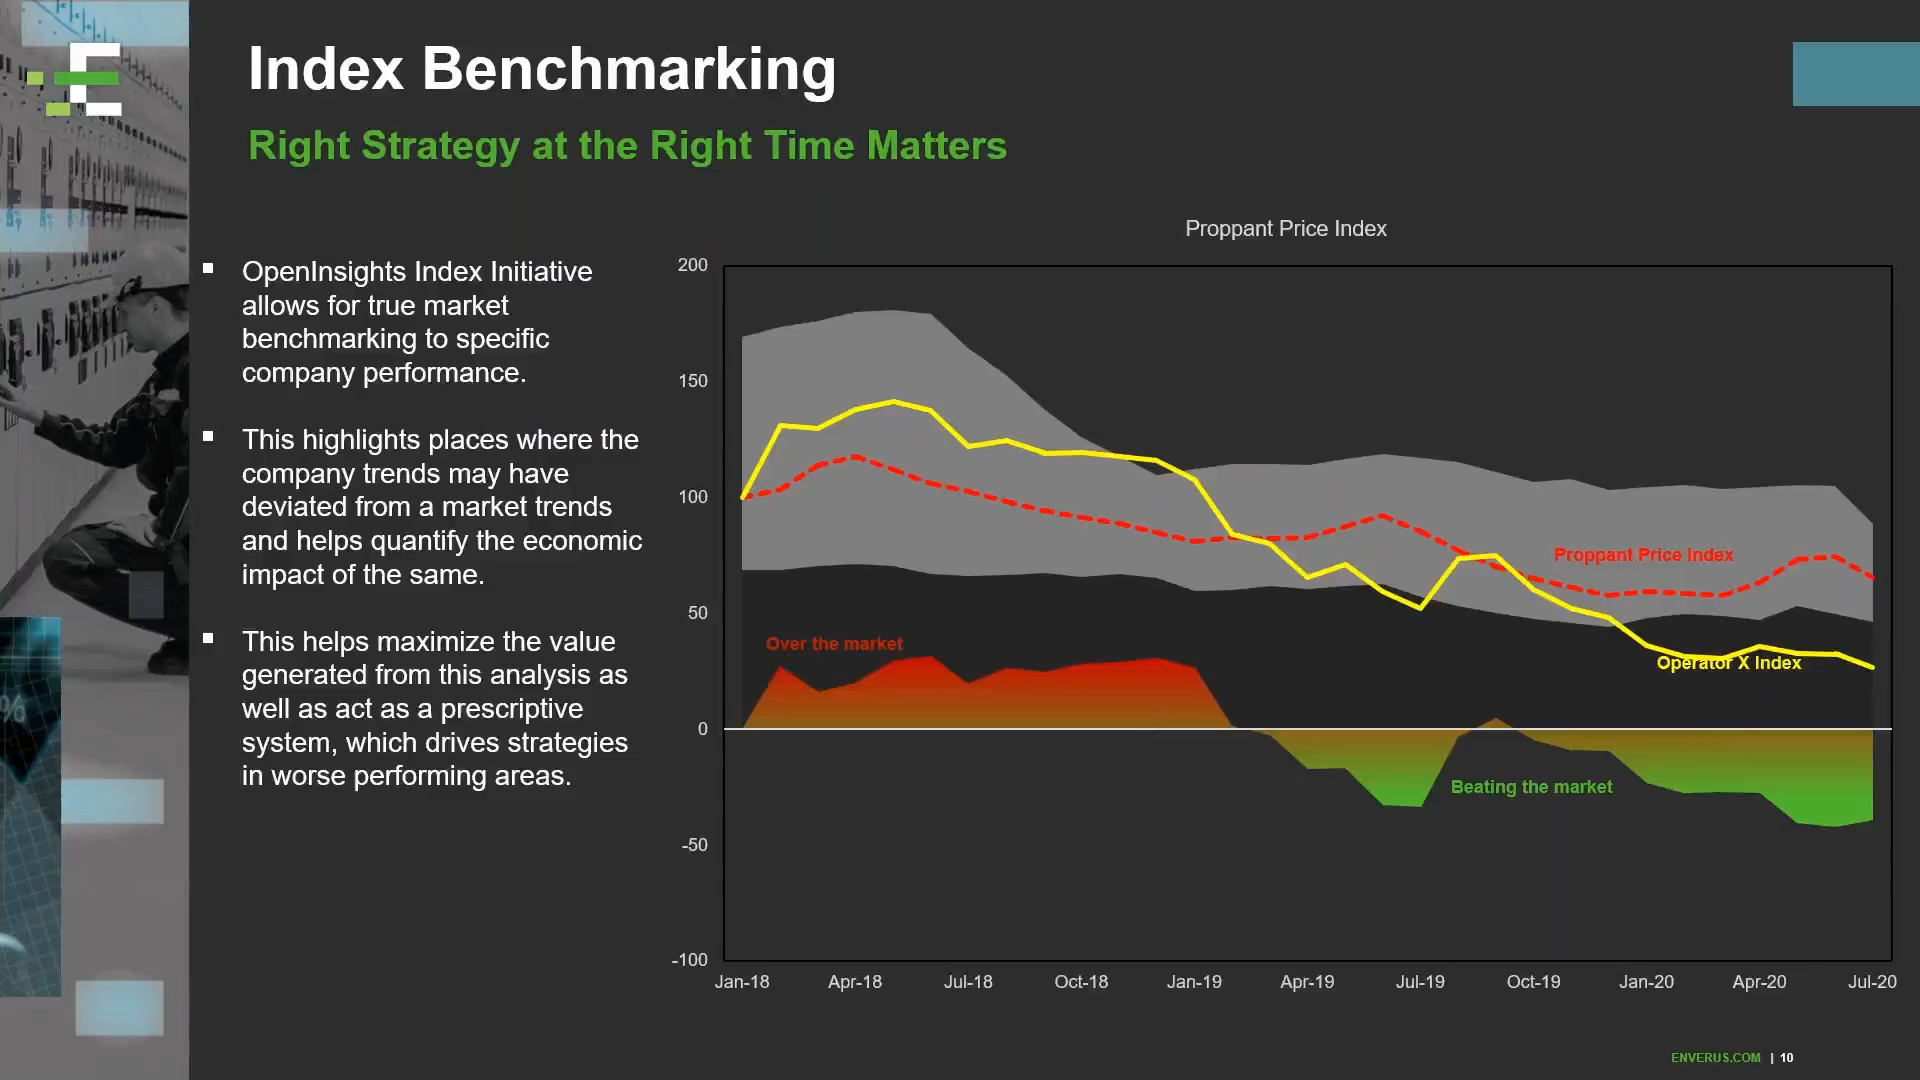 Index Benchmarking
Right Strategy at the Right Time Matters
OpenInsights Index Initiative
allows for true market
benchmarking to specific
company performance.
This highlights places where the
company trends may have
deviated from a market trends
and helps quantify the economic
impact of the same.
This helps maximize the value
generated from this analysis as
well as act as a prescriptive
system, which drives strategies
in worse performing areas.
%
Proppant Price Index
200
150
100
50
0
-50
-100
Proppant Price Index
Over the market
Operator X Index
Beating the market
Jan-18 Apr-18 Jul-18 Oct-18 Jan-19 Apr-19 Jul-19 Oct-19 Jan-20 Apr-20 Jul-20
ENVERUS.COM | 10